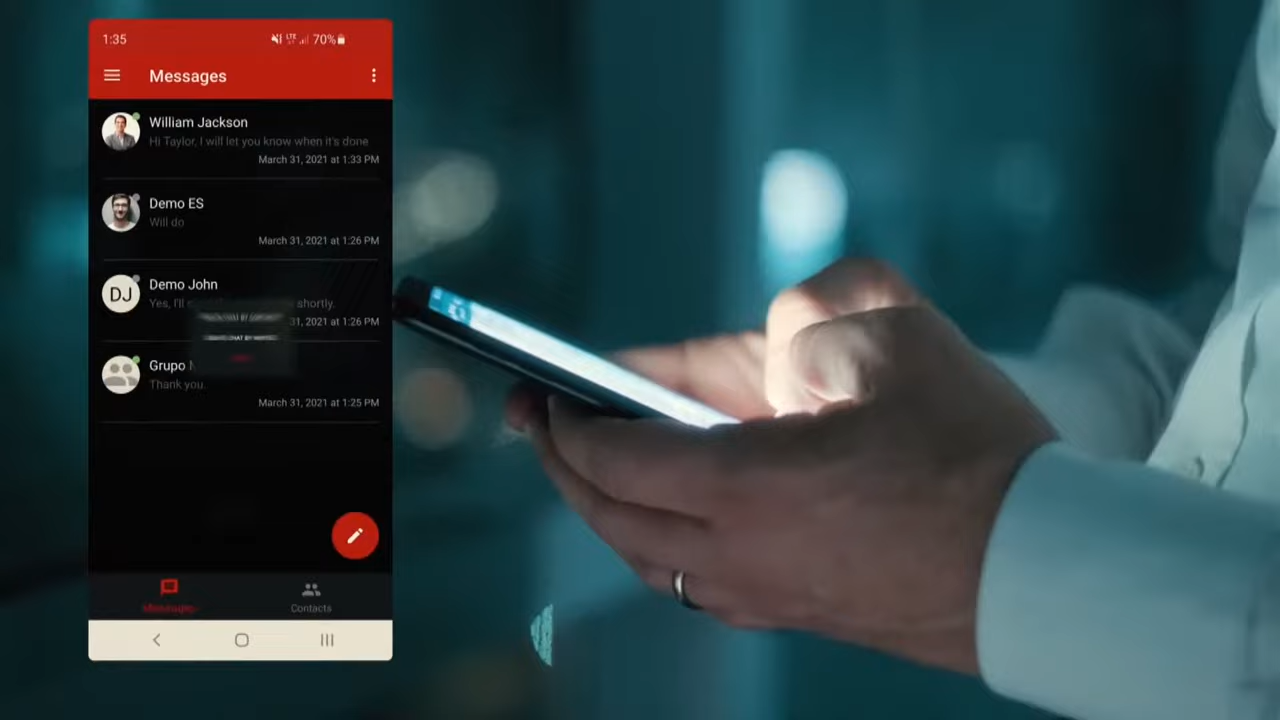 1:35
LTE
70%
Messages
William Jackson
Hi Taylor, I will let you know when it's done
March 31, 2021 at 1:33 PM
Demo ES
Will do
March 31, 2021 at 1:26 PM
DJ
Demo John
Yes, I'll shortly.
31, 2021 at 1:26 PM
Grupo
Thank you.
March 31, 2021 at 1:25 PM
Messages
Contacts